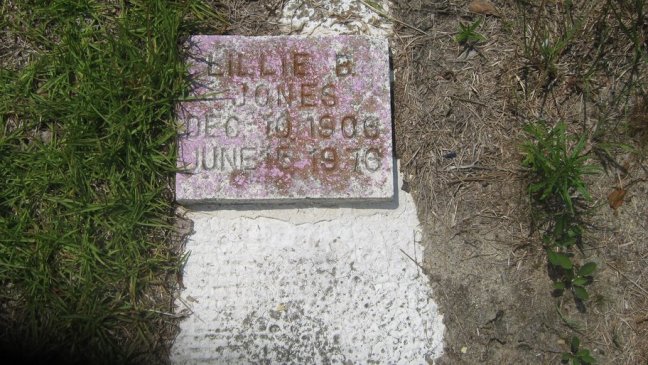 LILLIE B.
JONES
DEC. 10, 1906
JUNE 15, 1976